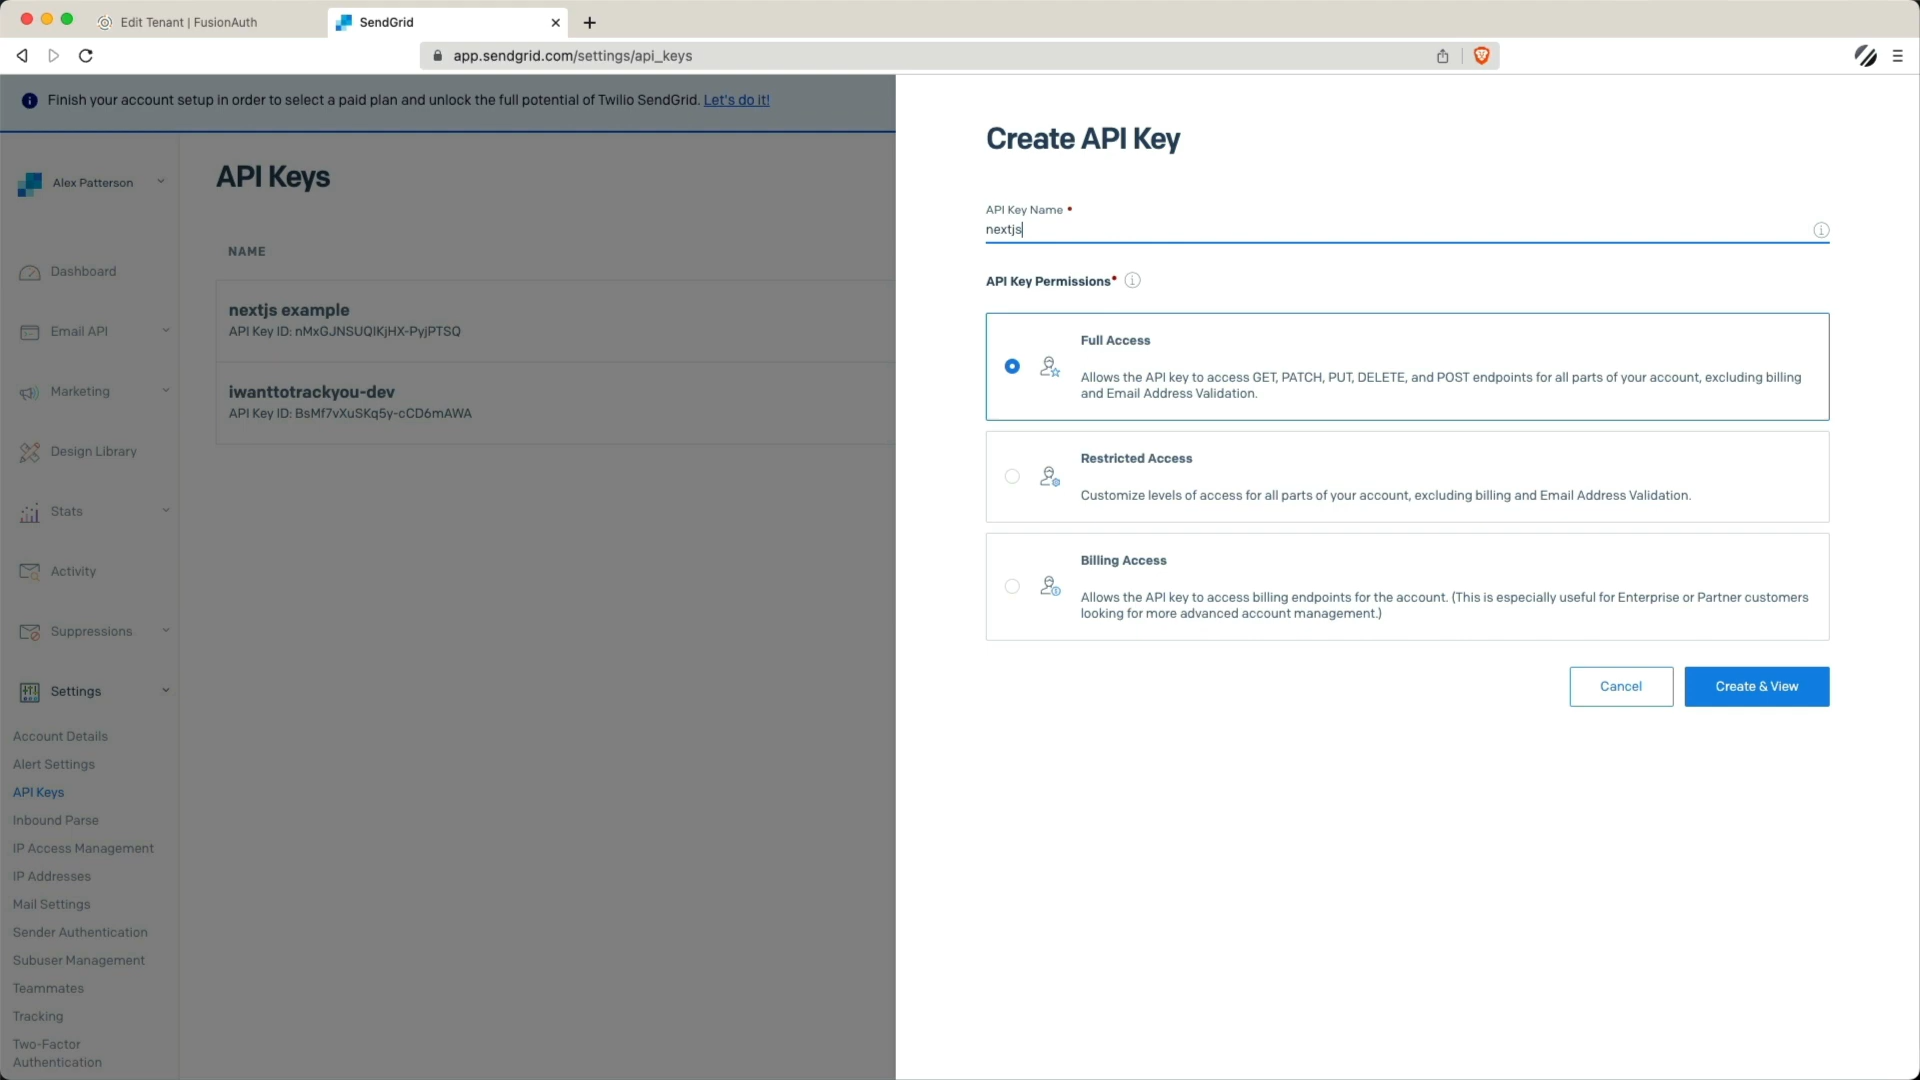 Edit Tenant | FusionAuth
SendGrid
app.sendgrid.com/settings/api_keys
Finish your account setup in order to select a paid plan and unlock the full potential of Twilio SendGrid. Let's do it!
Alex Patterson
Dashboard
Email API
Marketing
Design Library
Stats
Activity
Suppressions
Settings
Account Details
Alert Settings
API Keys
Inbound Parse
IP Access Management
IP Addresses
Mail Settings
Sender Authentication
Subuser Management
Teammates
Tracking
Two-Factor
Authentication
API Keys
NAME
nextjs example
API Key ID: nMxGJNSUQIKjHX-PyjPTSQ
iwanttotrackyou-dev
API Key ID: BsMf7vXuSKq5y-cCD6mAWA
Create API Key
API Key Name •
nextjs
API Key Permissions•
Full Access
Allows the API key to access GET, PATCH, PUT, DELETE, and POST endpoints for all parts of your account, excluding billing
and Email Address Validation.
Restricted Access
Customize levels of access for all parts of your account, excluding billing and Email Address Validation.
Billing Access
Allows the API key to access billing endpoints for the account. (This is especially useful for Enterprise or Partner customers
looking for more advanced account management.)
Cancel
Create & View